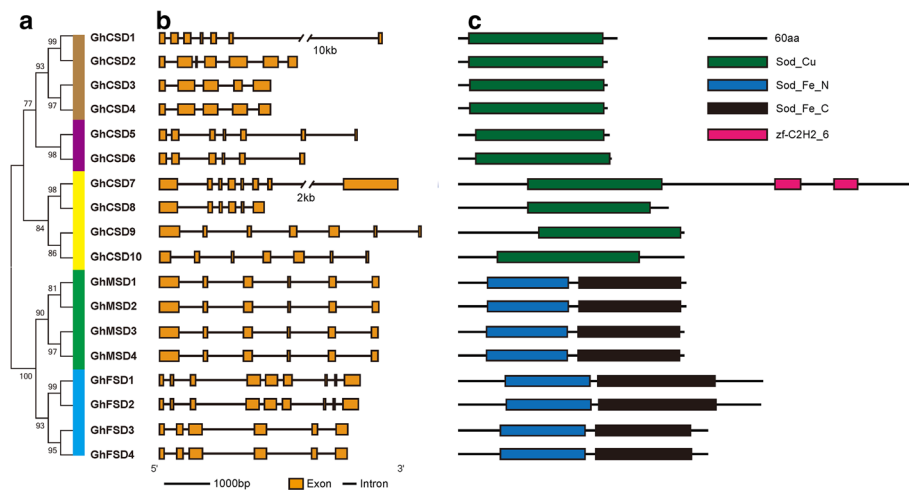 a b c
99 GhCSD1 10kb 60aa
93 GhCSD2 Sod_Cu
GhCSD3 Sod_Fe_N
77 97 GhCSD4 Sod_Fe_C
GhCSD5 zf-C2H2_6
98 GhCSD6
98 GhCSD7 2kb
GhCSD8
84 GhCSD9
86 GhCSD10
81 GhMSD1
90 GhMSD2
GhMSD3
97 GhMSD4
100 99 GhFSD1
GhFSD2
93 GhFSD3
95 GhFSD4
5' 3'
1000bp Exon Intron